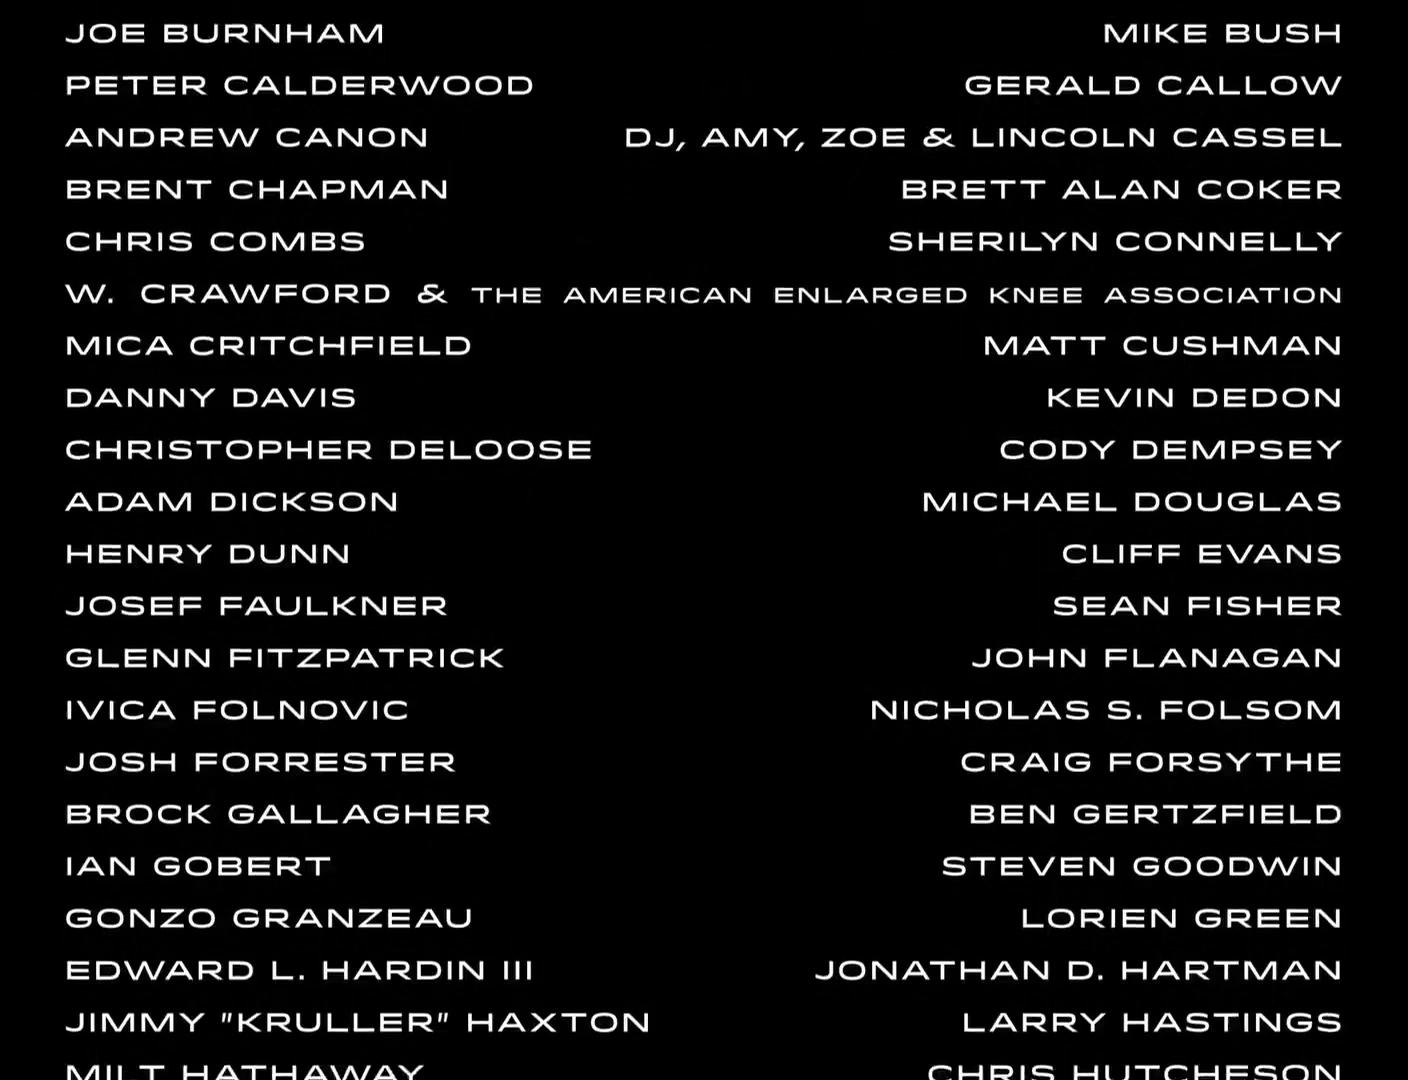 JOE BURNHAM MIKE BUSH
PETER CALDERWOOD GERALD CALLOW
ANDREW CANON DJ, AMY, ZOE & LINCOLN CASSEL
BRENT CHAPMAN BRETT ALAN COKER
CHRIS COMBS SHERILYN CONNELLY
W. CRAWFORD & THE AMERICAN ENLARGED KNEE ASSOCIATION
MICA CRITCHFIELD MATT CUSHMAN
DANNY DAVIS KEVIN DEDON
CHRISTOPHER DELOOSE CODY DEMPSEY
ADAM DICKSON MICHAEL DOUGLAS
HENRY DUNN CLIFF EVANS
JOSEF FAULKNER SEAN FISHER
GLENN FITZPATRICK JOHN FLANAGAN
IVICA FOLNOVIC NICHOLAS S. FOLSOM
JOSH FORRESTER CRAIG FORSYTHE
BROCK GALLAGHER BEN GERTZFIELD
IAN GOBERT STEVEN GOODWIN
GONZO GRANZEAU LORIEN GREEN
EDWARD L. HARDIN III JONATHAN D. HARTMAN
JIMMY "KRULLER" HAXTON LARRY HASTINGS
MILT HATHAWAY CHRIS HUTCHESON